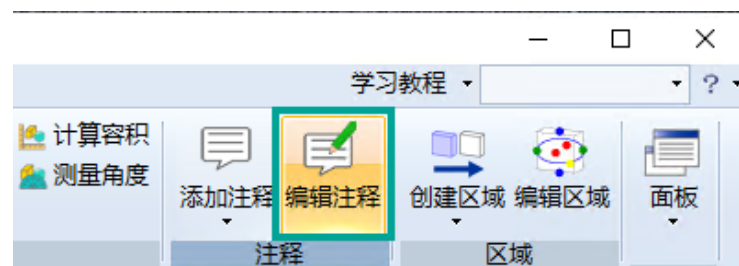 学习教程 ?
计算容积
测量角度
添加注释 编辑注释 创建区域 编辑区域 面板
注释 区域